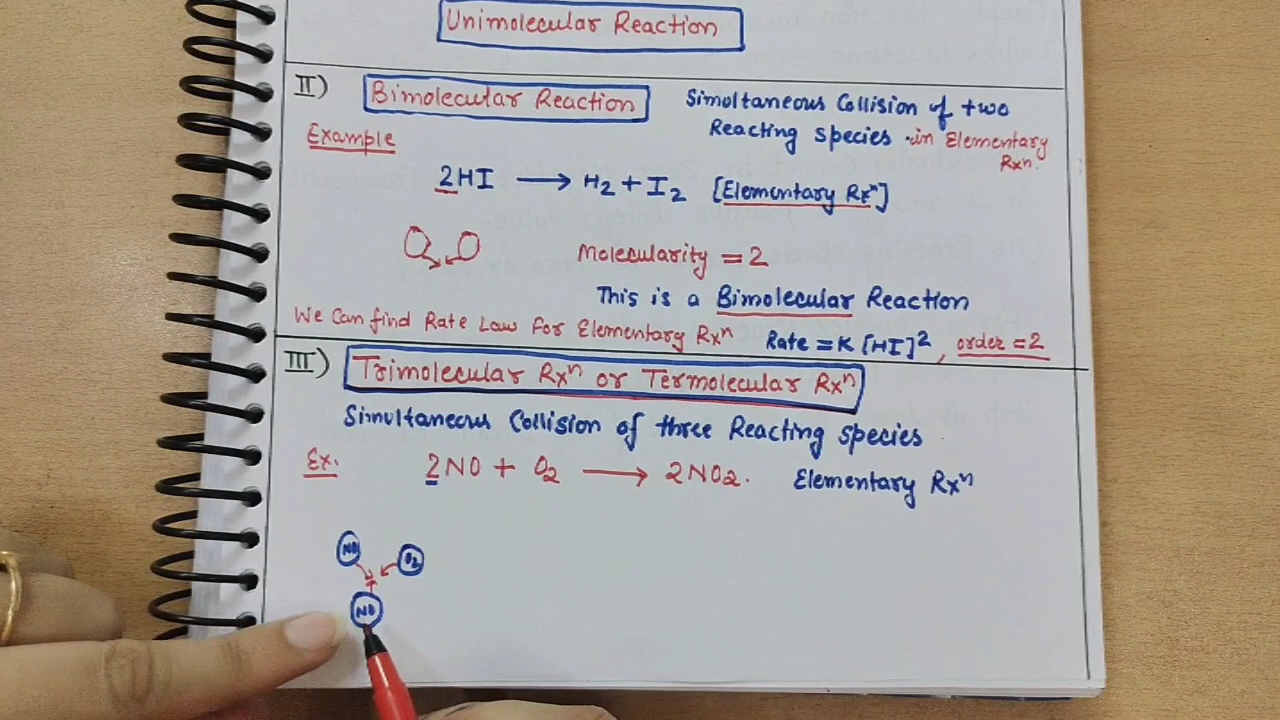 Unimolecular Reaction
II) Bimolecular Reaction Simultaneous Collision of two
Reacting species in Elementary
Rxⁿ.
Example
2HI ⟶ H₂ + I₂ [Elementary Rxⁿ]
Molecularity = 2
This is a Bimolecular Reaction
We Can find Rate Law For Elementary Rxⁿ Rate = K [HI]², order = 2
III) Trimolecular Rxⁿ or Termolecular Rxⁿ
Simultaneous Collision of three Reacting species
Ex. 2NO + O₂ ⟶ 2NO₂. Elementary Rxⁿ
NO O₂
NO